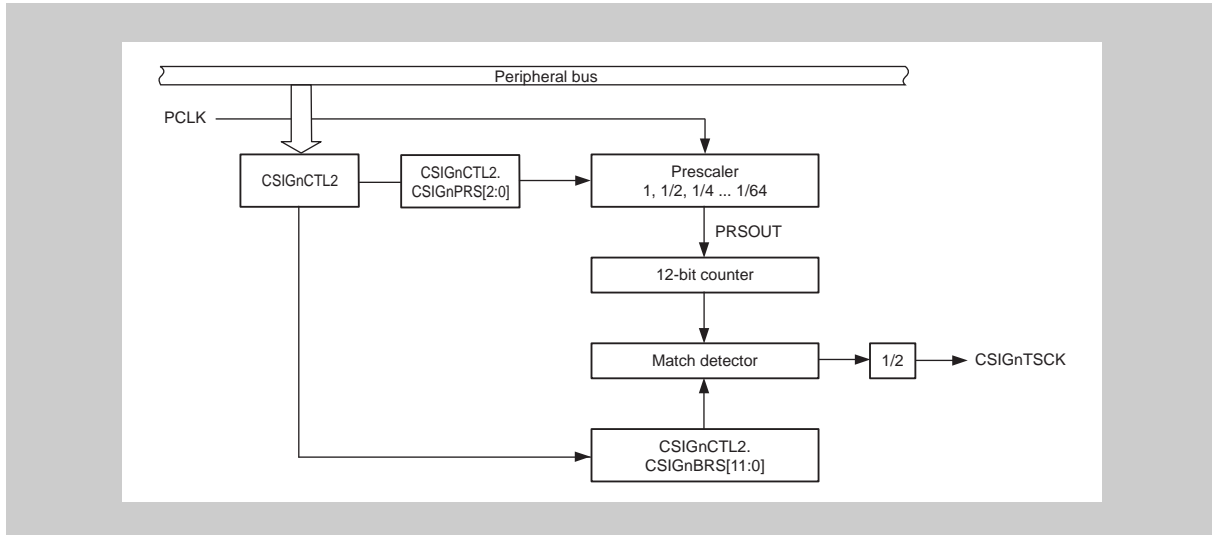 Peripheral bus
PCLK
CSIGnCTL2
CSIGnCTL2.
CSIGnPRS[2:0]
Prescaler
1, 1/2, 1/4 ... 1/64
PRSOUT
12-bit counter
Match detector
1/2
CSIGnTSCK
CSIGnCTL2.
CSIGnBRS[11:0]